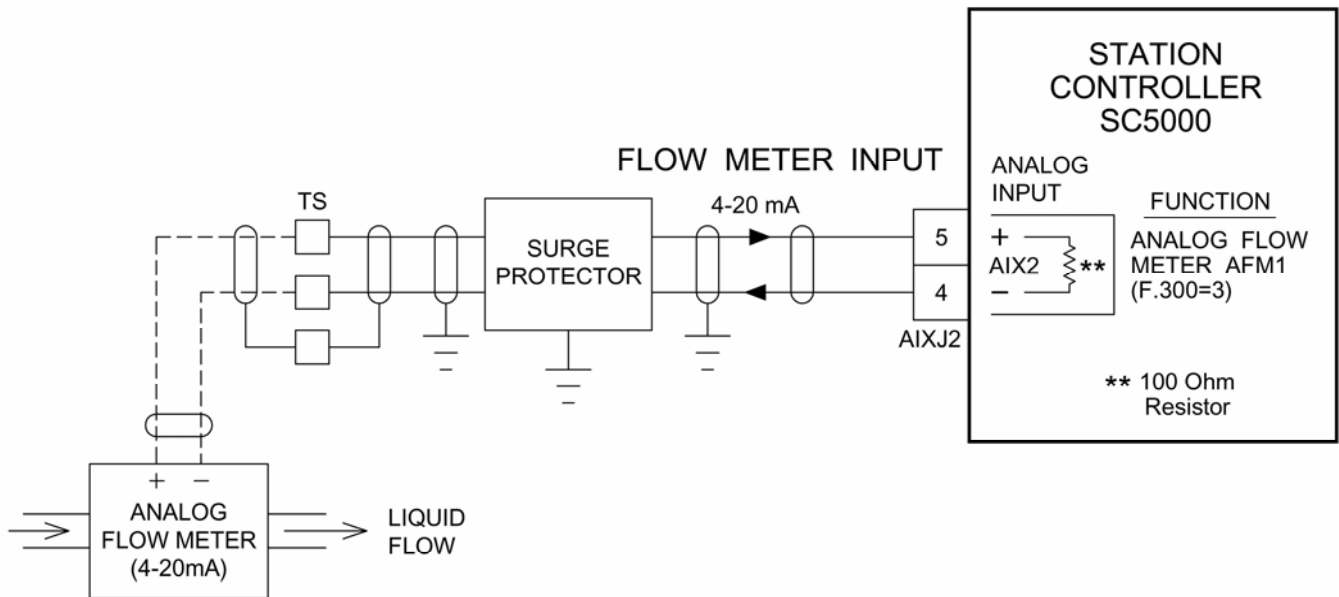 STATION
CONTROLLER
SC5000
FLOW METER INPUT
ANALOG
INPUT
FUNCTION
TS
4-20 mA
SURGE
PROTECTOR
5
+
AIX2
**
ANALOG FLOW
METER AFM1
(F.300=3)
4
−
AIXJ2
** 100 Ohm
Resistor
+ −
ANALOG
FLOW METER
(4-20mA)
LIQUID
FLOW